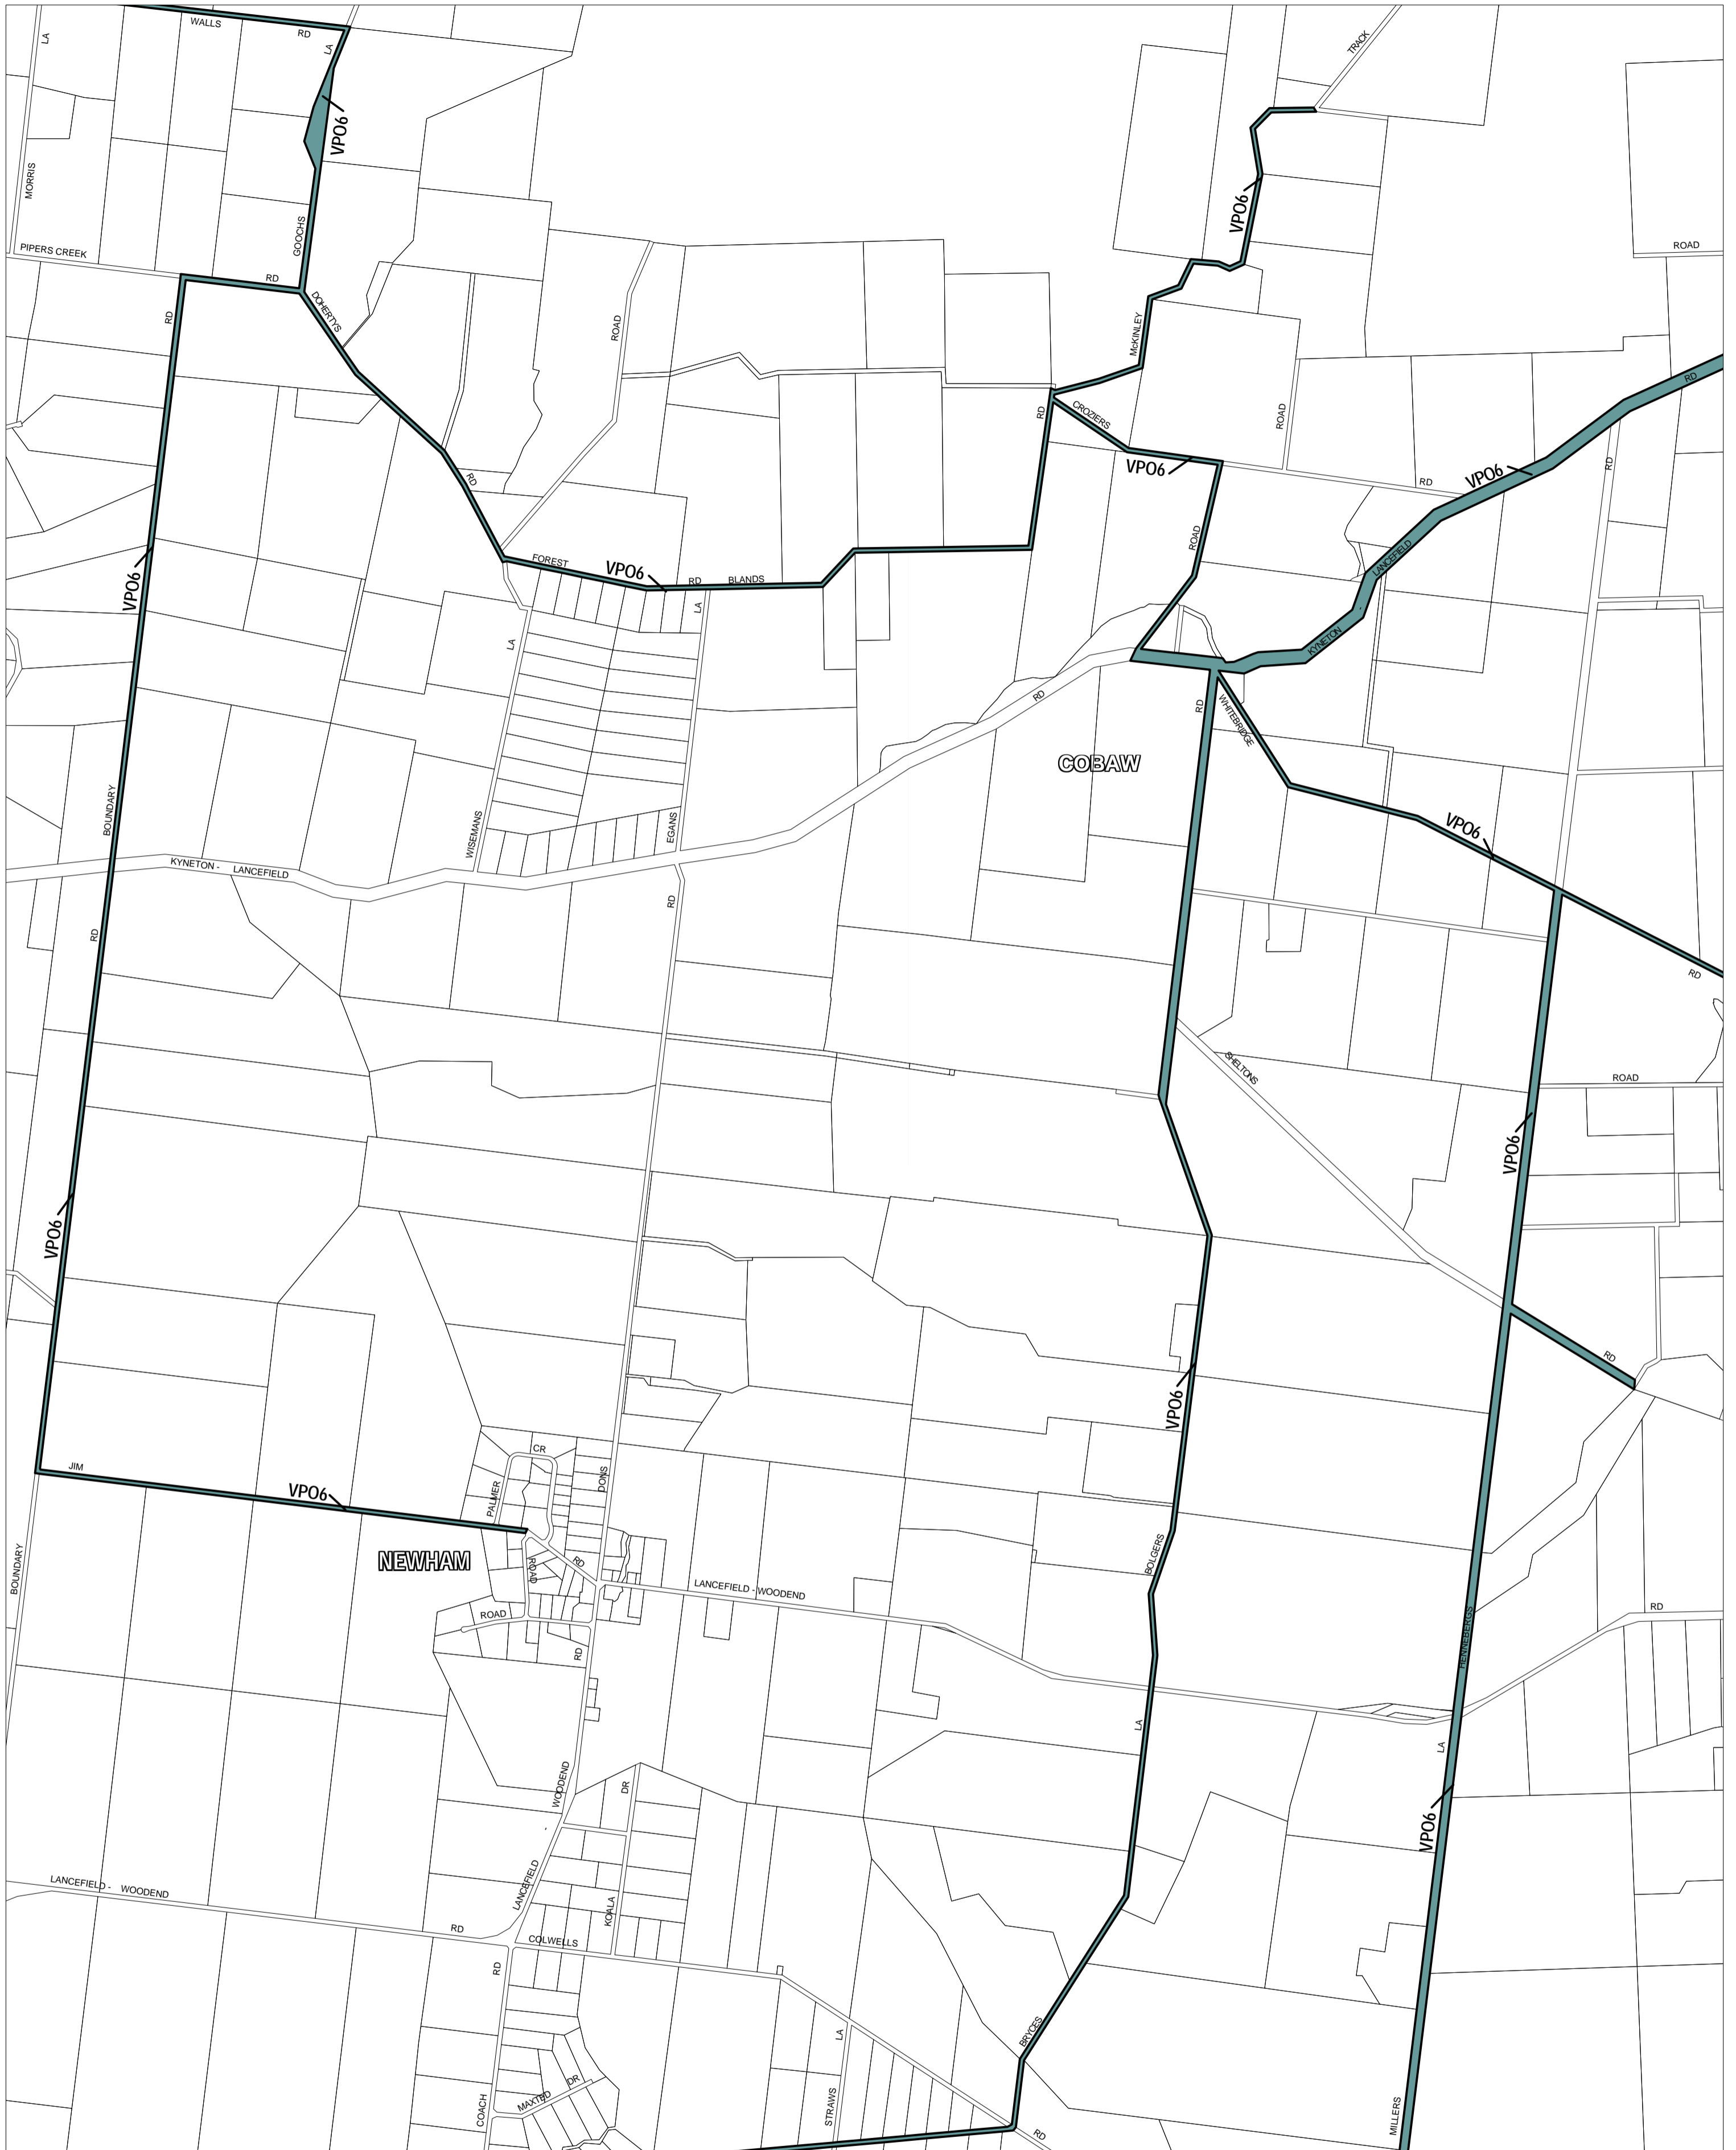 WALLS
RD
LA
LA
VPO6
TRACK
MORRIS
VPO6
PIPERS CREEK
GOOCHS
ROAD
RD
DOHERTYS
RD
ROAD
McKINLEY
RD
CROZIERS
RD
ROAD
VPO6
VPO6
RD
RD
RD
ROAD
FOREST
VPO6
RD
BLANDS
LANCEFIELD
VPO6
LA
LA
KYNETON
RD
RD
WHITEBRIDGE
COBAW
BOUNDARY
WISEMANS
EGANS
VPO6
KYNETON -
LANCEFIELD
RD
RD
RD
SHELTONS
ROAD
VPO6
VPO6
RD
VPO6
JIM
VPO6
CR
PALMER
DONS
BOUNDARY
NEWHAM
ROAD
RD
BOLGERS
LANCEFIELD - WOODEND
ROAD
RD
RD
HENNEBERGS
LA
LA
WOODEND
DR
VPO6
LANCEFIELD - WOODEND
LANCEFIELD
KOALA
RD
COLWELLS
RD
BRYCES
LA
DR
MAXTED
COACH
STRAWS
RD
MILLERS